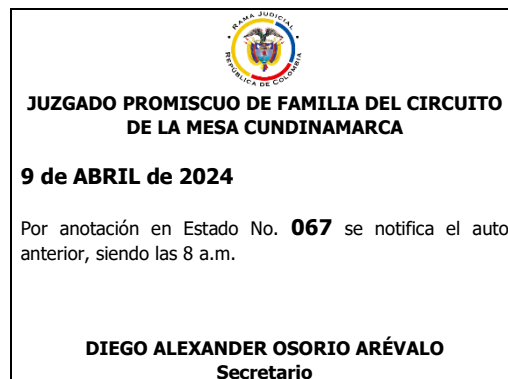 RAMA JUDICIAL
REPÚBLICA DE COLOMBIA
JUZGADO PROMISCUO DE FAMILIA DEL CIRCUITO
DE LA MESA CUNDINAMARCA
9 de ABRIL de 2024
Por anotación en Estado No. 067 se notifica el auto
anterior, siendo las 8 a.m.
DIEGO ALEXANDER OSORIO ARÉVALO
Secretario